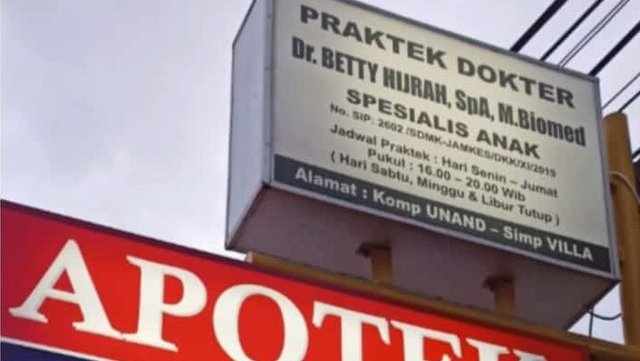 PRAKTEK DOKTER
Dr. BETTY HIJRAH, SpA, M.Biomed
SPESIALIS ANAK
No. SIP: 2602 /SDMK-JAMKES/DKK/XI/2019
Jadwal Praktek : Hari Senin – Jumat
Pukul : 16.00 – 20.00 Wib
( Hari Sabtu, Minggu & Libur Tutup )
Alamat : Komp UNAND – Simp VILLA
APOTEK